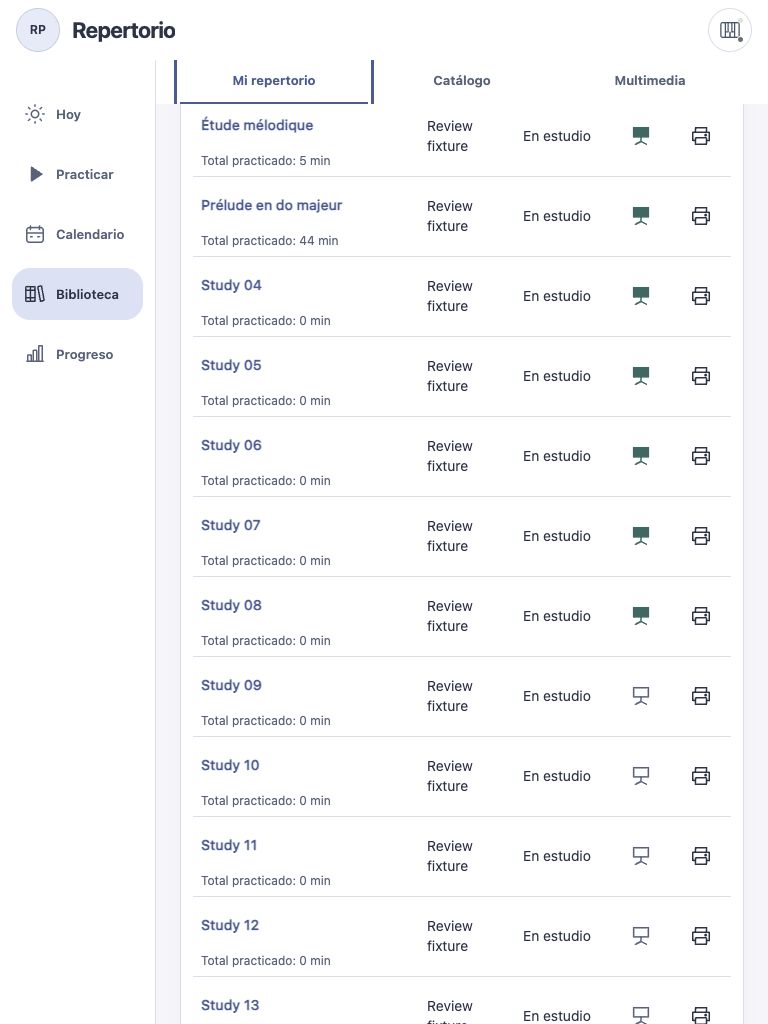 RP
Repertorio
Mi repertorio
Catálogo
Multimedia
Hoy
Practicar
Calendario
Biblioteca
Progreso
Étude mélodique
Total practicado: 5 min
Review
fixture
En estudio
Prélude en do majeur
Total practicado: 44 min
Review
fixture
En estudio
Study 04
Total practicado: 0 min
Review
fixture
En estudio
Study 05
Total practicado: 0 min
Review
fixture
En estudio
Study 06
Total practicado: 0 min
Review
fixture
En estudio
Study 07
Total practicado: 0 min
Review
fixture
En estudio
Study 08
Total practicado: 0 min
Review
fixture
En estudio
Study 09
Total practicado: 0 min
Review
fixture
En estudio
Study 10
Total practicado: 0 min
Review
fixture
En estudio
Study 11
Total practicado: 0 min
Review
fixture
En estudio
Study 12
Total practicado: 0 min
Review
fixture
En estudio
Study 13
Review
En estudio